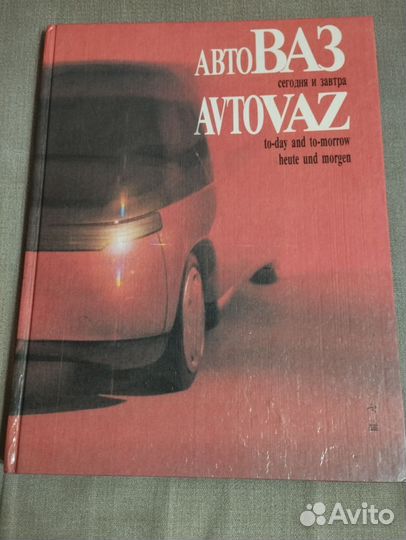 АВТОВАЗ
сегодня и завтра
AVTOVAZ
to-day and to-morrow
heute und morgen
Avito